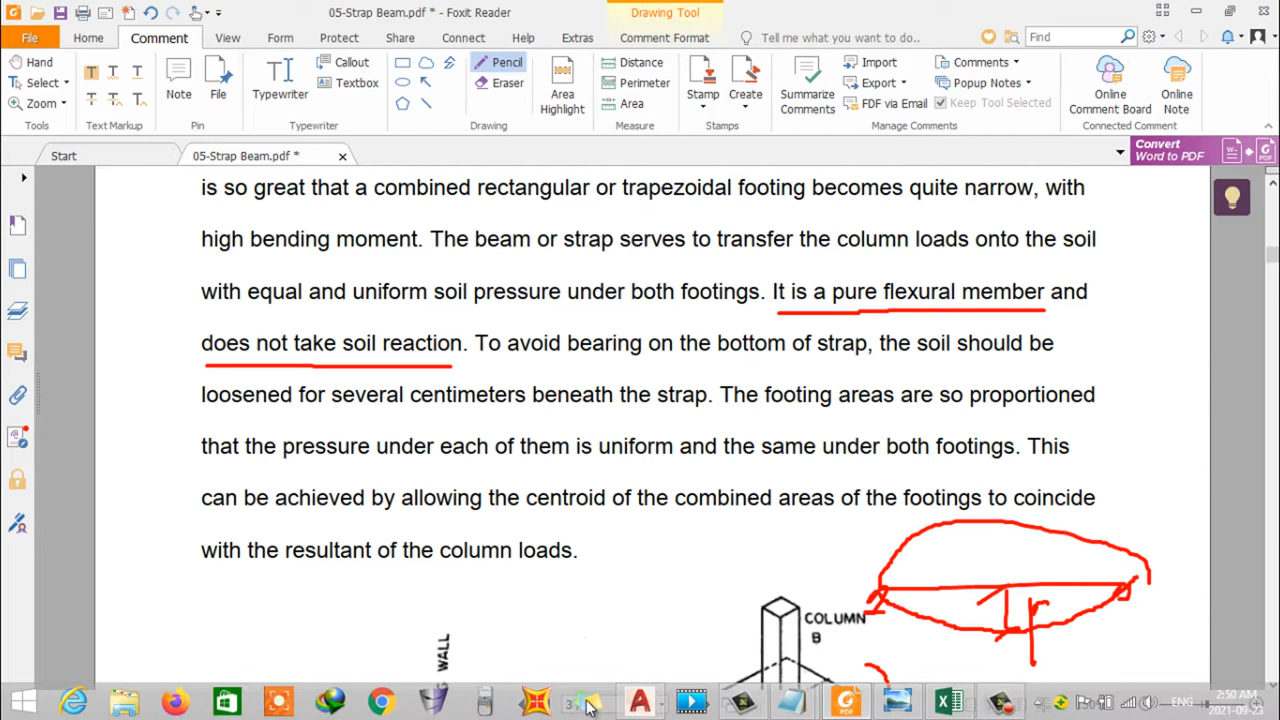 05-Strap Beam.pdf * - Foxit Reader
Drawing Tool
File Home Comment View Form Protect Share Connect Help Extras Comment Format Tell me what you want to do... Find
Hand
Select
Zoom
Tools
Text Markup
Note
File
Pin
Typewriter
Callout
Textbox
Typewriter
Pencil
Eraser
Drawing
Area Highlight
Distance
Perimeter
Area
Measure
Stamp
Create
Stamps
Summarize Comments
Import
Export
FDF via Email
Comments
Popup Notes
Keep Tool Selected
Manage Comments
Online Comment Board
Online Note
Connected Comment
Start
05-Strap Beam.pdf *
Convert
Word to PDF
is so great that a combined rectangular or trapezoidal footing becomes quite narrow, with
high bending moment. The beam or strap serves to transfer the column loads onto the soil
with equal and uniform soil pressure under both footings. It is a pure flexural member and
does not take soil reaction. To avoid bearing on the bottom of strap, the soil should be
loosened for several centimeters beneath the strap. The footing areas are so proportioned
that the pressure under each of them is uniform and the same under both footings. This
can be achieved by allowing the centroid of the combined areas of the footings to coincide
with the resultant of the column loads.
COLUMN
B
WALL
ENG
2:50 AM
2021-09-23